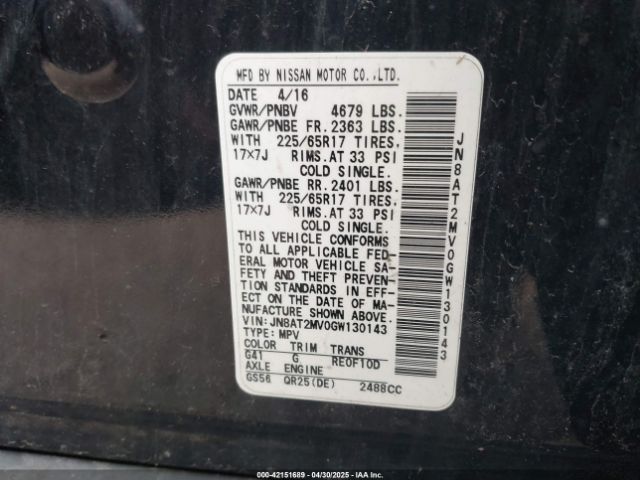 MFD BY NISSAN MOTOR CO.,LTD.
DATE 4/16
GVWR/PNBV 4679 LBS.
GAWR/PNBE FR. 2363 LBS.
WITH 225/65R17 TIRES.
17×7J RIMS. AT 33 PSI
COLD SINGLE.
GAWR/PNBE RR. 2401 LBS.
WITH 225/65R17 TIRES.
17×7J RIMS. AT 33 PSI
COLD SINGLE.
THIS VEHICLE CONFORMS
TO ALL APPLICABLE FED-
ERAL MOTOR VEHICLE SA-
FETY AND THEFT PREVEN-
TION STANDARDS IN EFF-
ECT ON THE DATE OF MA-
NUFACTURE SHOWN ABOVE.
VIN:JN8AT2MV0GW130143
TYPE:MPV
COLOR TRIM TRANS
G41 G RE0F10D
AXLE ENGINE
GS56 QR25(DE) 2488CC
JN8AT2MV0GW130143
000-42151689 - 04/30/2025 - IAA Inc.